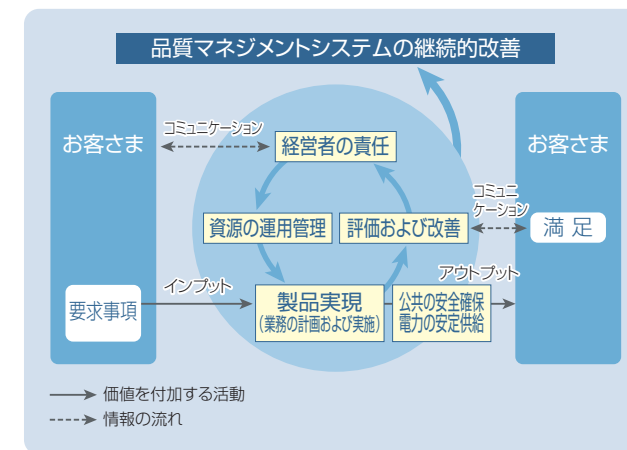 品質マネジメントシステムの継続的改善
お客さま
コミュニケーション
経営者の責任
お客さま
資源の運用管理
評価および改善
コミュニ
ケーション
満足
要求事項
インプット
製品実現
(業務の計画および実施)
公共の安全確保
電力の安定供給
アウトプット
価値を付加する活動
情報の流れ